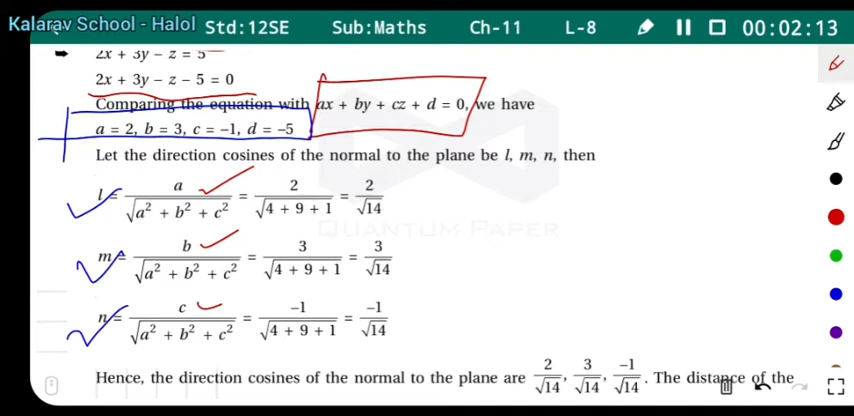 Kalarav School - Halol Std:12SE Sub:Maths Ch-11 L-8 00:02:13
➡ 2x + 3y − z = 5
2x + 3y − z − 5 = 0
Comparing the equation with ax + by + cz + d = 0, we have
a = 2, b = 3, c = −1, d = −5
Let the direction cosines of the normal to the plane be l, m, n, then
l = a/√(a² + b² + c²) = 2/√(4 + 9 + 1) = 2/√14
QUANTUM PAPER
m = b/√(a² + b² + c²) = 3/√(4 + 9 + 1) = 3/√14
n = c/√(a² + b² + c²) = −1/√(4 + 9 + 1) = −1/√14
Hence, the direction cosines of the normal to the plane are 2/√14, 3/√14, −1/√14. The distance of the